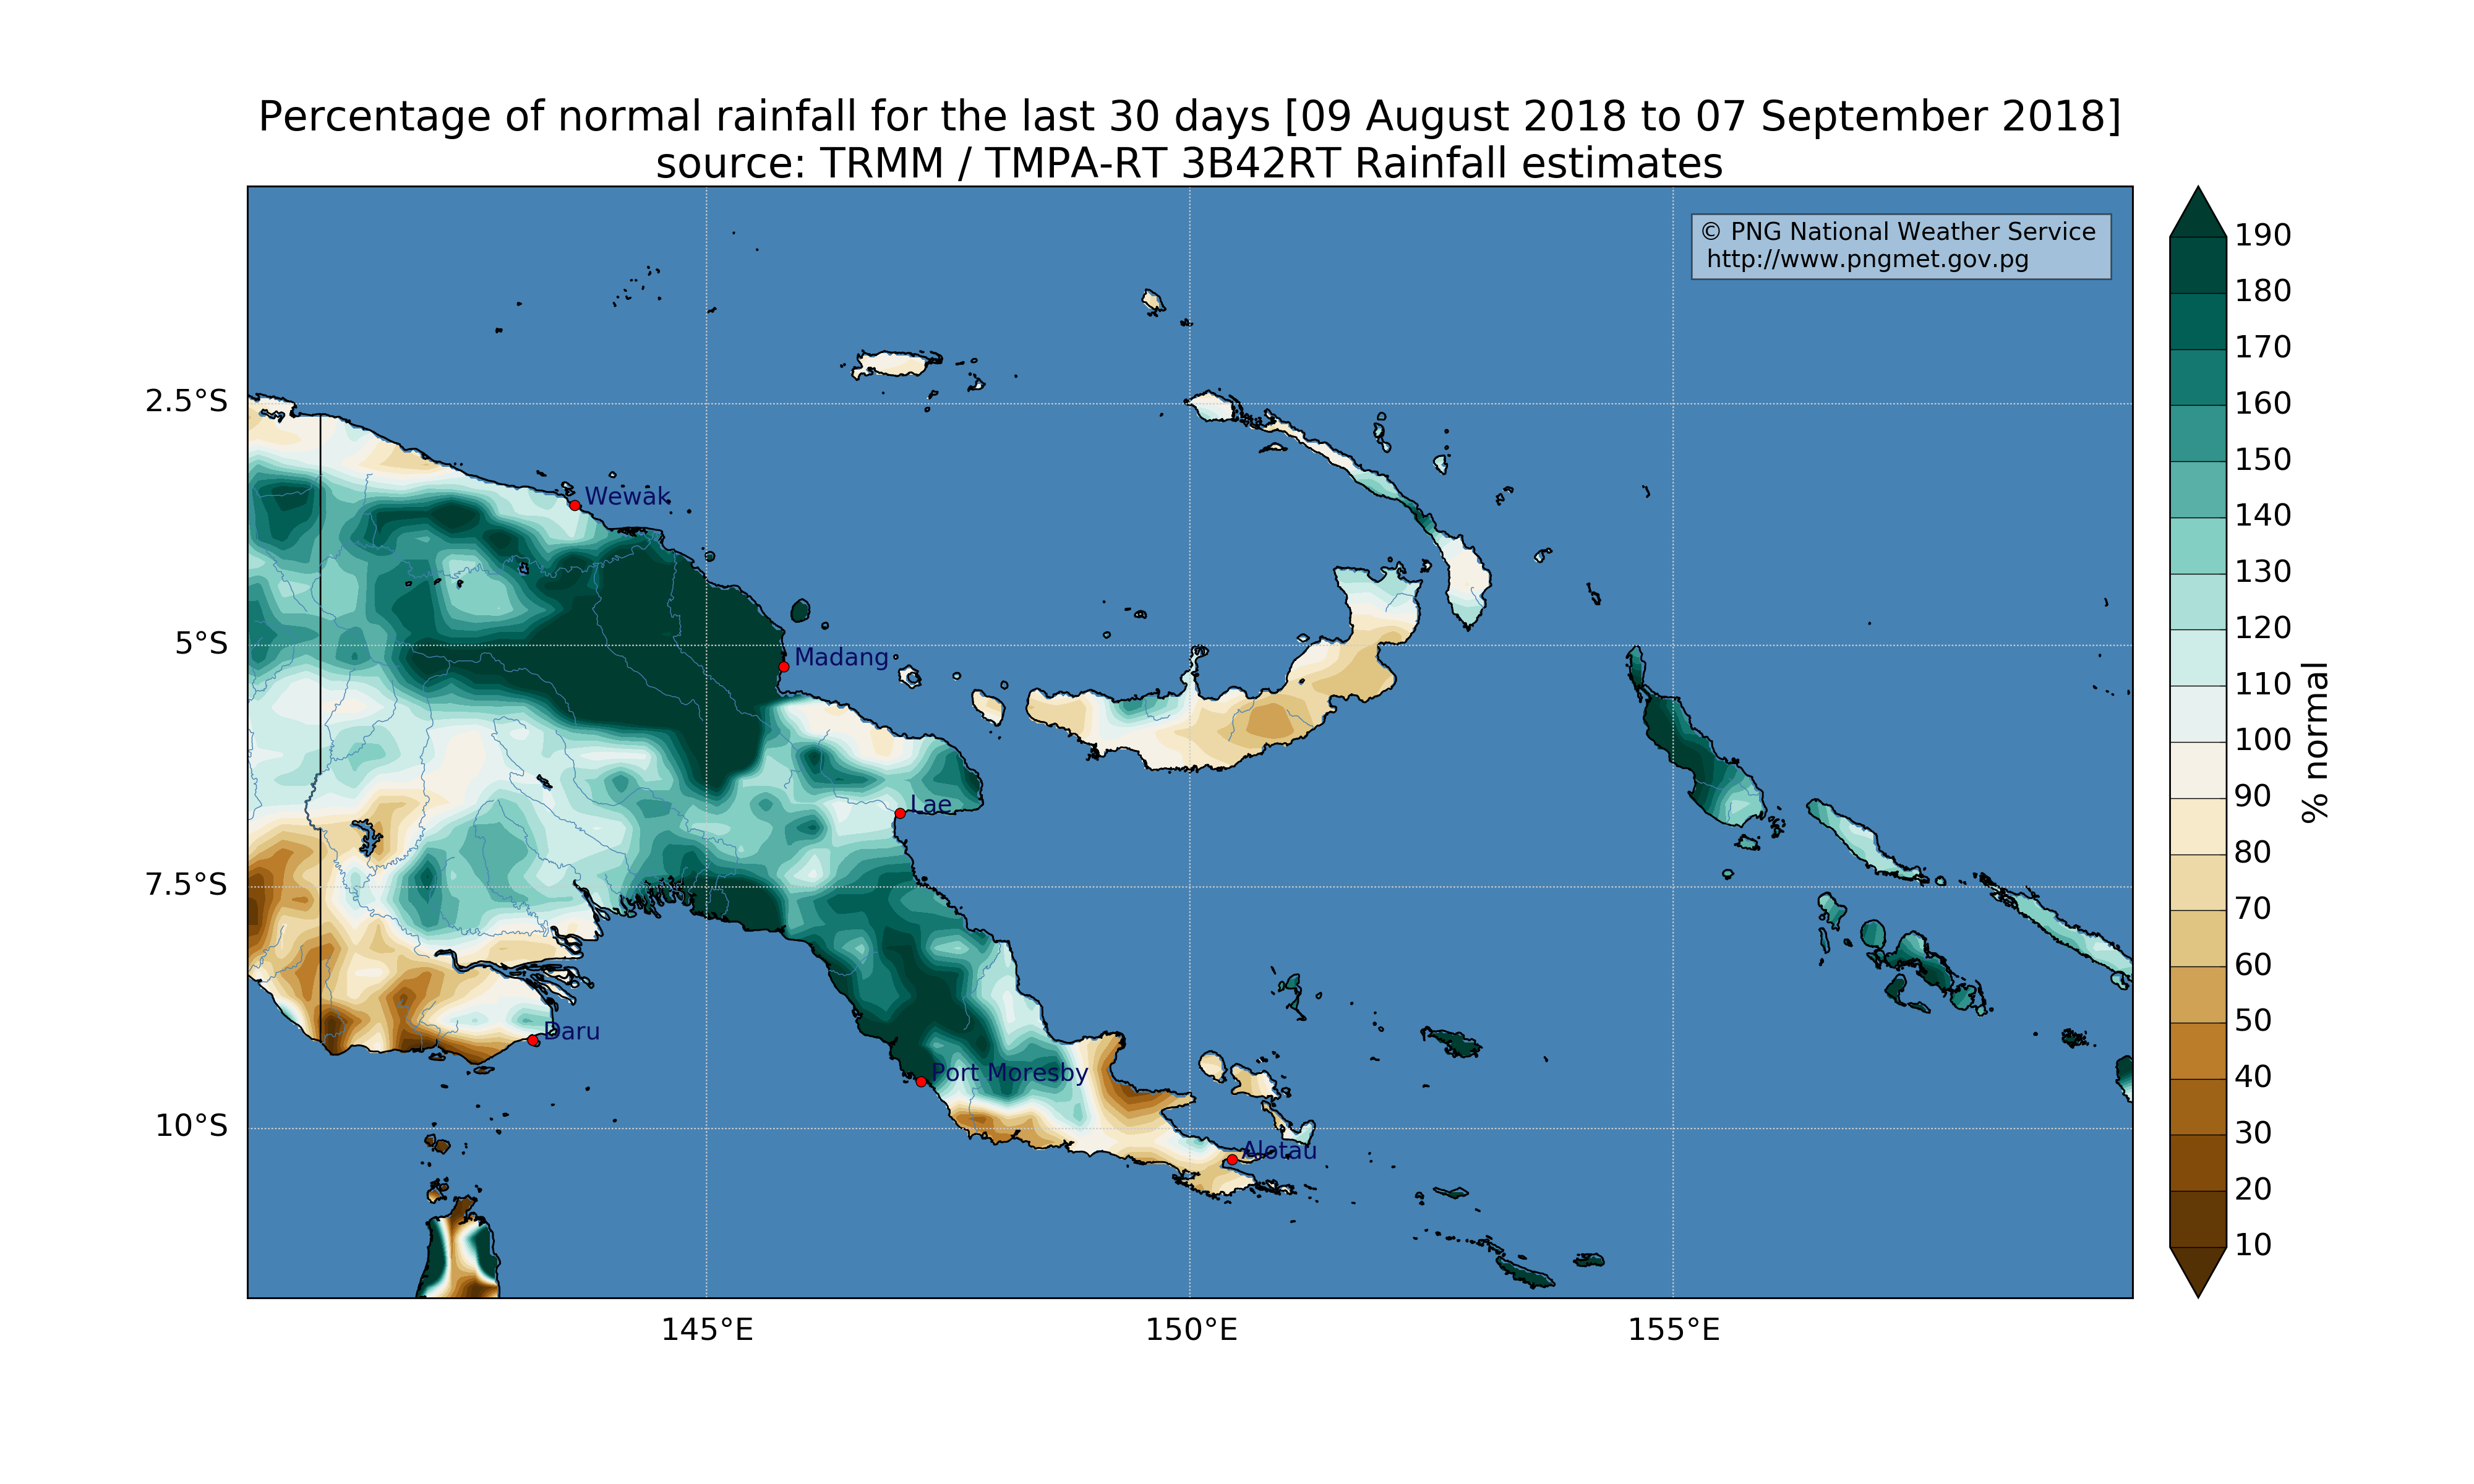 Percentage of normal rainfall for the last 30 days [09 August 2018 to 07 September 2018]
source: TRMM / TMPA-RT 3B42RT Rainfall estimates
© PNG National Weather Service
http://www.pngmet.gov.pg
190
180
170
160
150
140
130
120
110
100
90
80
70
60
50
40
30
20
10
% normal
2.5°S
5°S
7.5°S
10°S
Wewak
Madang
Lae
Daru
Port Moresby
Alotau
145°E
150°E
155°E